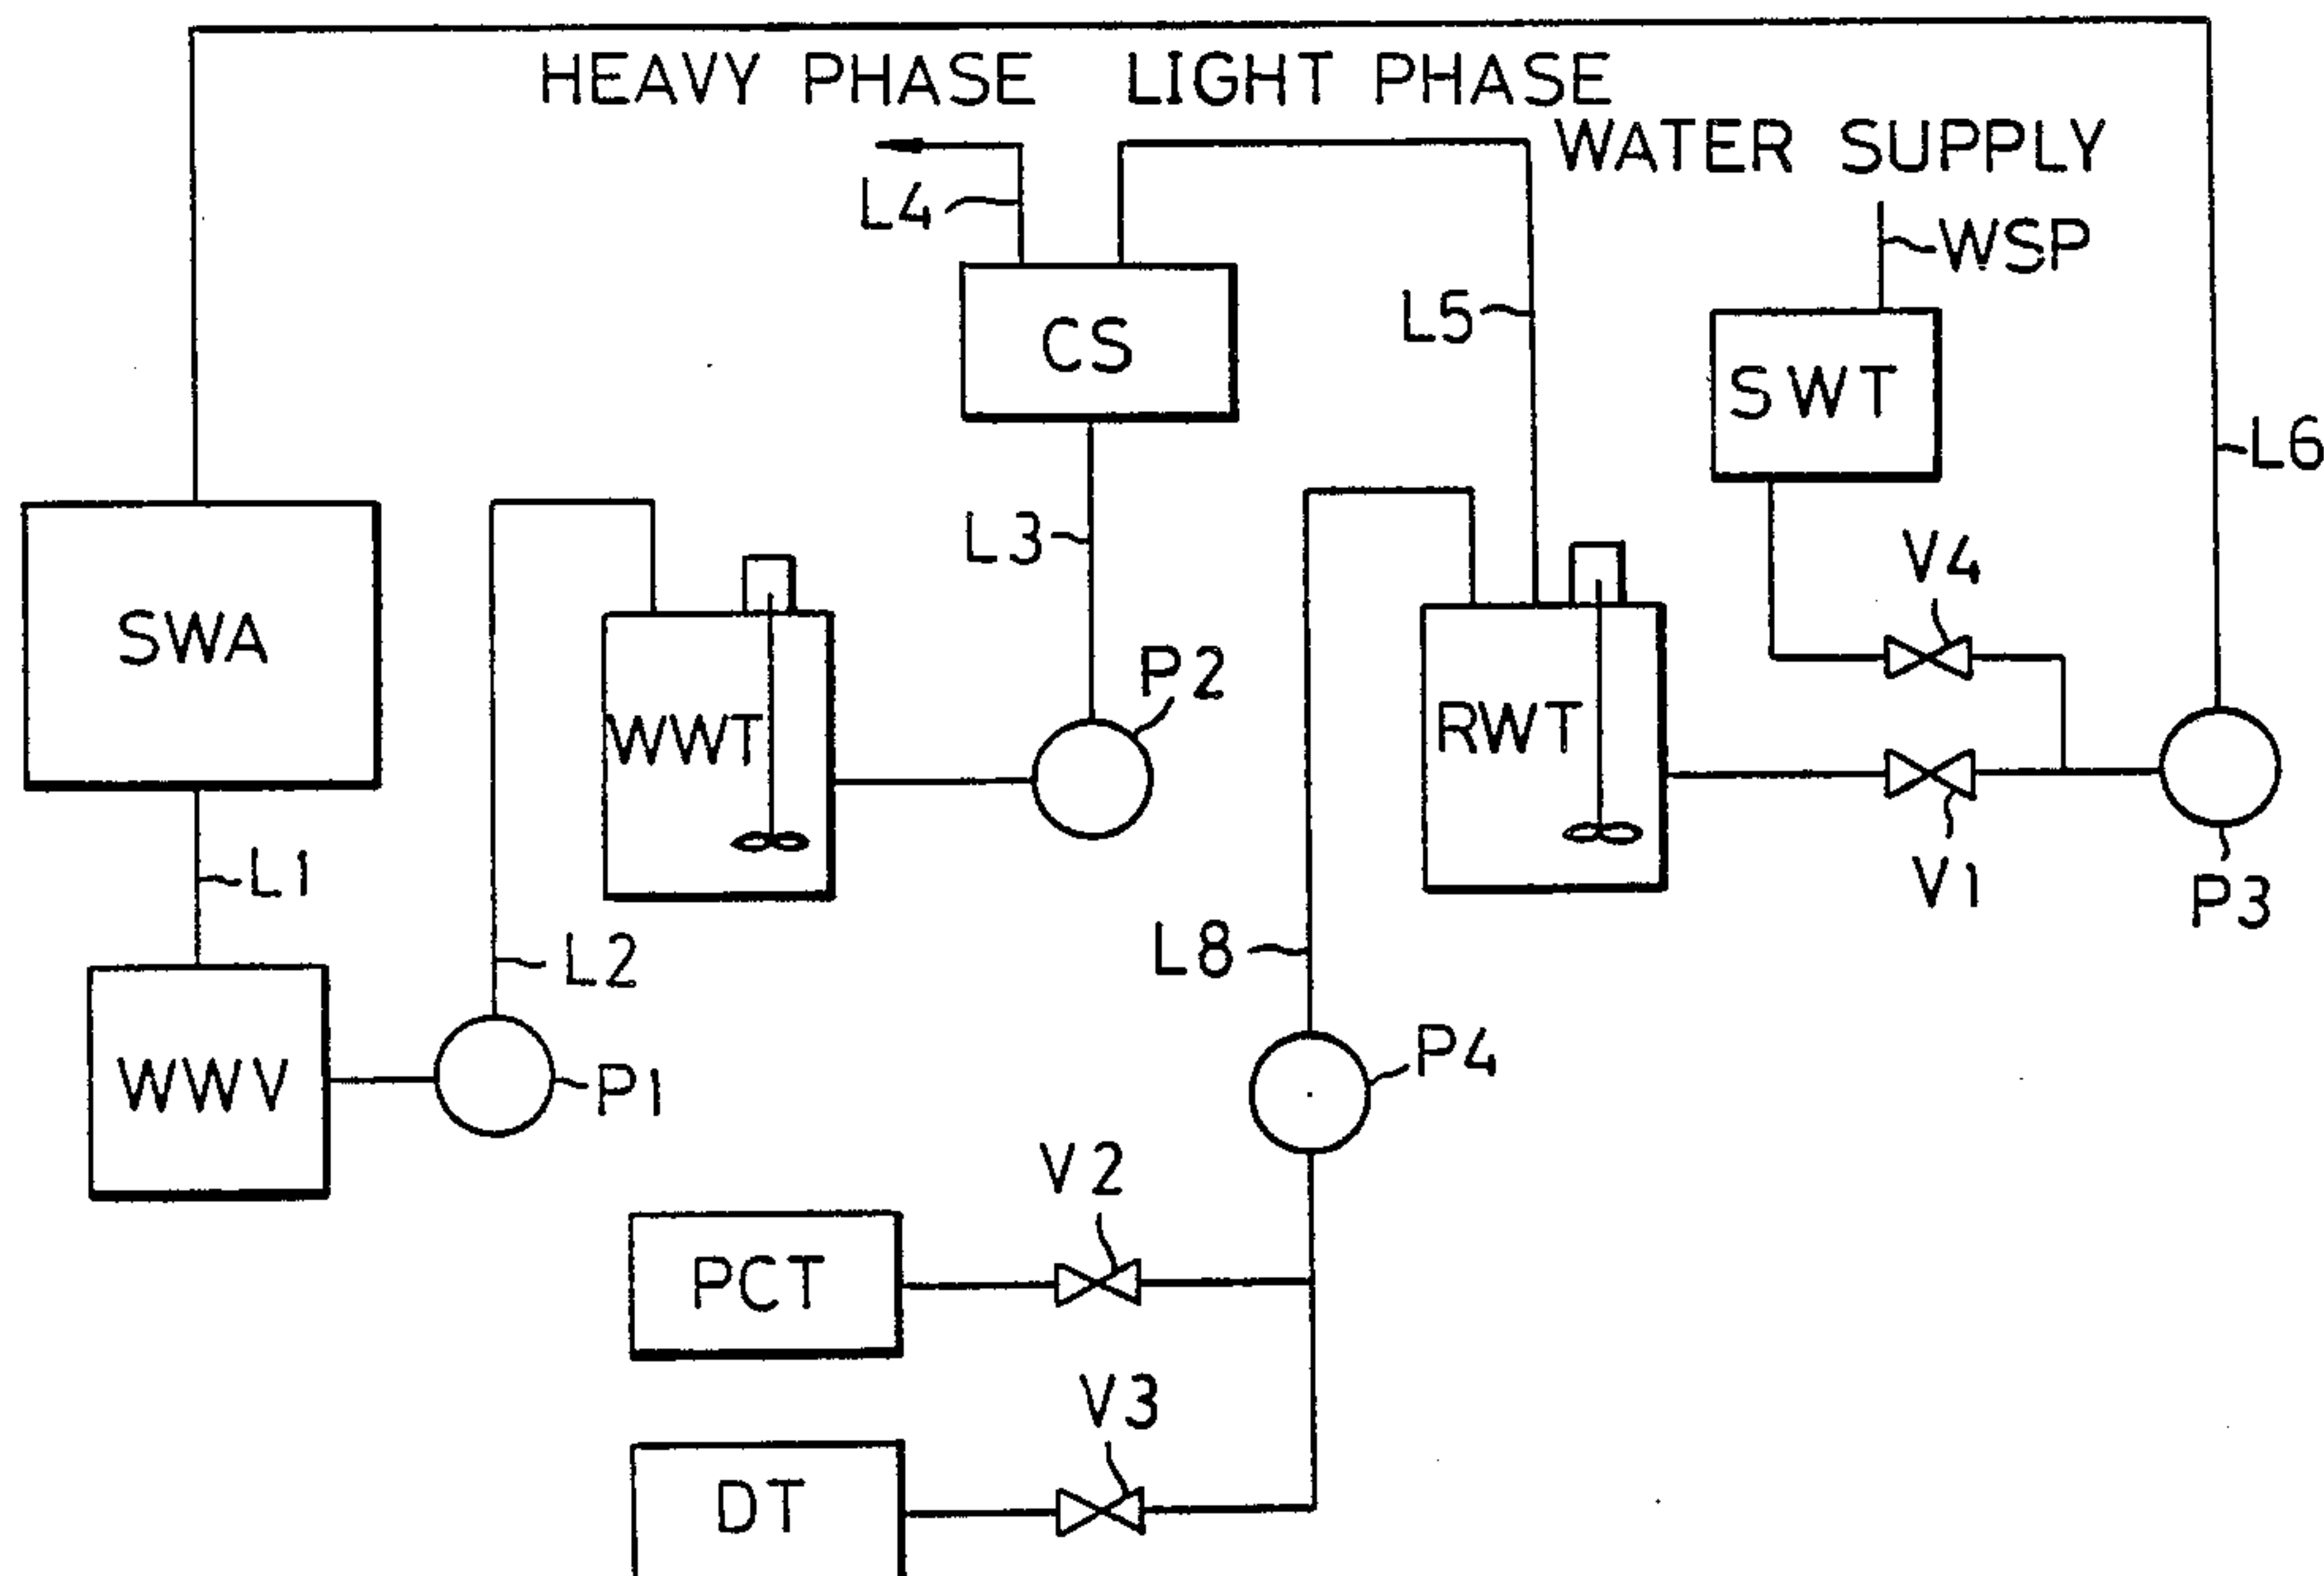 HEAVY PHASE LIGHT PHASE
WATER SUPPLY
L4
WSP
CS
L5
SWT
L6
L3
V4
SWA
P2
WWT
RWT
L1
V1
P3
L2
L8
P4
WWV
P1
V2
PCT
V3
DT